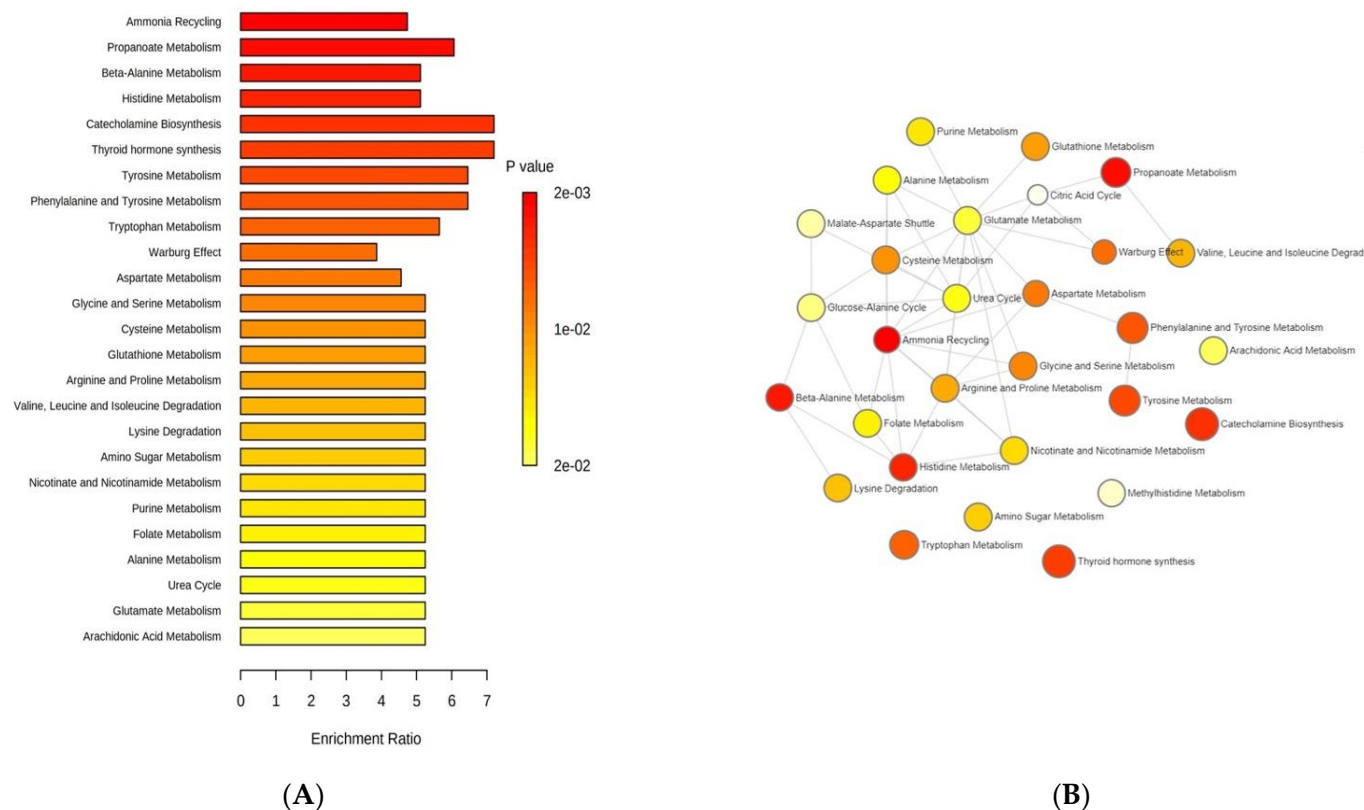 Ammonia Recycling
Propanoate Metabolism
Beta-Alanine Metabolism
Histidine Metabolism
Catecholamine Biosynthesis
Thyroid hormone synthesis
Tyrosine Metabolism
Phenylalanine and Tyrosine Metabolism
Tryptophan Metabolism
Warburg Effect
Aspartate Metabolism
Glycine and Serine Metabolism
Cysteine Metabolism
Glutathione Metabolism
Arginine and Proline Metabolism
Valine, Leucine and Isoleucine Degradation
Lysine Degradation
Amino Sugar Metabolism
Nicotinate and Nicotinamide Metabolism
Purine Metabolism
Folate Metabolism
Alanine Metabolism
Urea Cycle
Glutamate Metabolism
Arachidonic Acid Metabolism
0 1 2 3 4 5 6 7
Enrichment Ratio
P value
2e-03
1e-02
2e-02
(A)
Purine Metabolism
Glutathione Metabolism
Propanoate Metabolism
Alanine Metabolism
Citric Acid Cycle
Malate-Aspartate Shuttle
Glutamate Metabolism
Warburg Effect
Valine, Leucine and Isoleucine Degrad
Cysteine Metabolism
Urea Cycle
Aspartate Metabolism
Glucose-Alanine Cycle
Phenylalanine and Tyrosine Metabolism
Ammonia Recycling
Arachidonic Acid Metabolism
Glycine and Serine Metabolism
Arginine and Proline Metabolism
Beta-Alanine Metabolism
Tyrosine Metabolism
Folate Metabolism
Catecholamine Biosynthesis
Nicotinate and Nicotinamide Metabolism
Histidine Metabolism
Lysine Degradation
Methylhistidine Metabolism
Amino Sugar Metabolism
Tryptophan Metabolism
Thyroid hormone synthesis
(B)